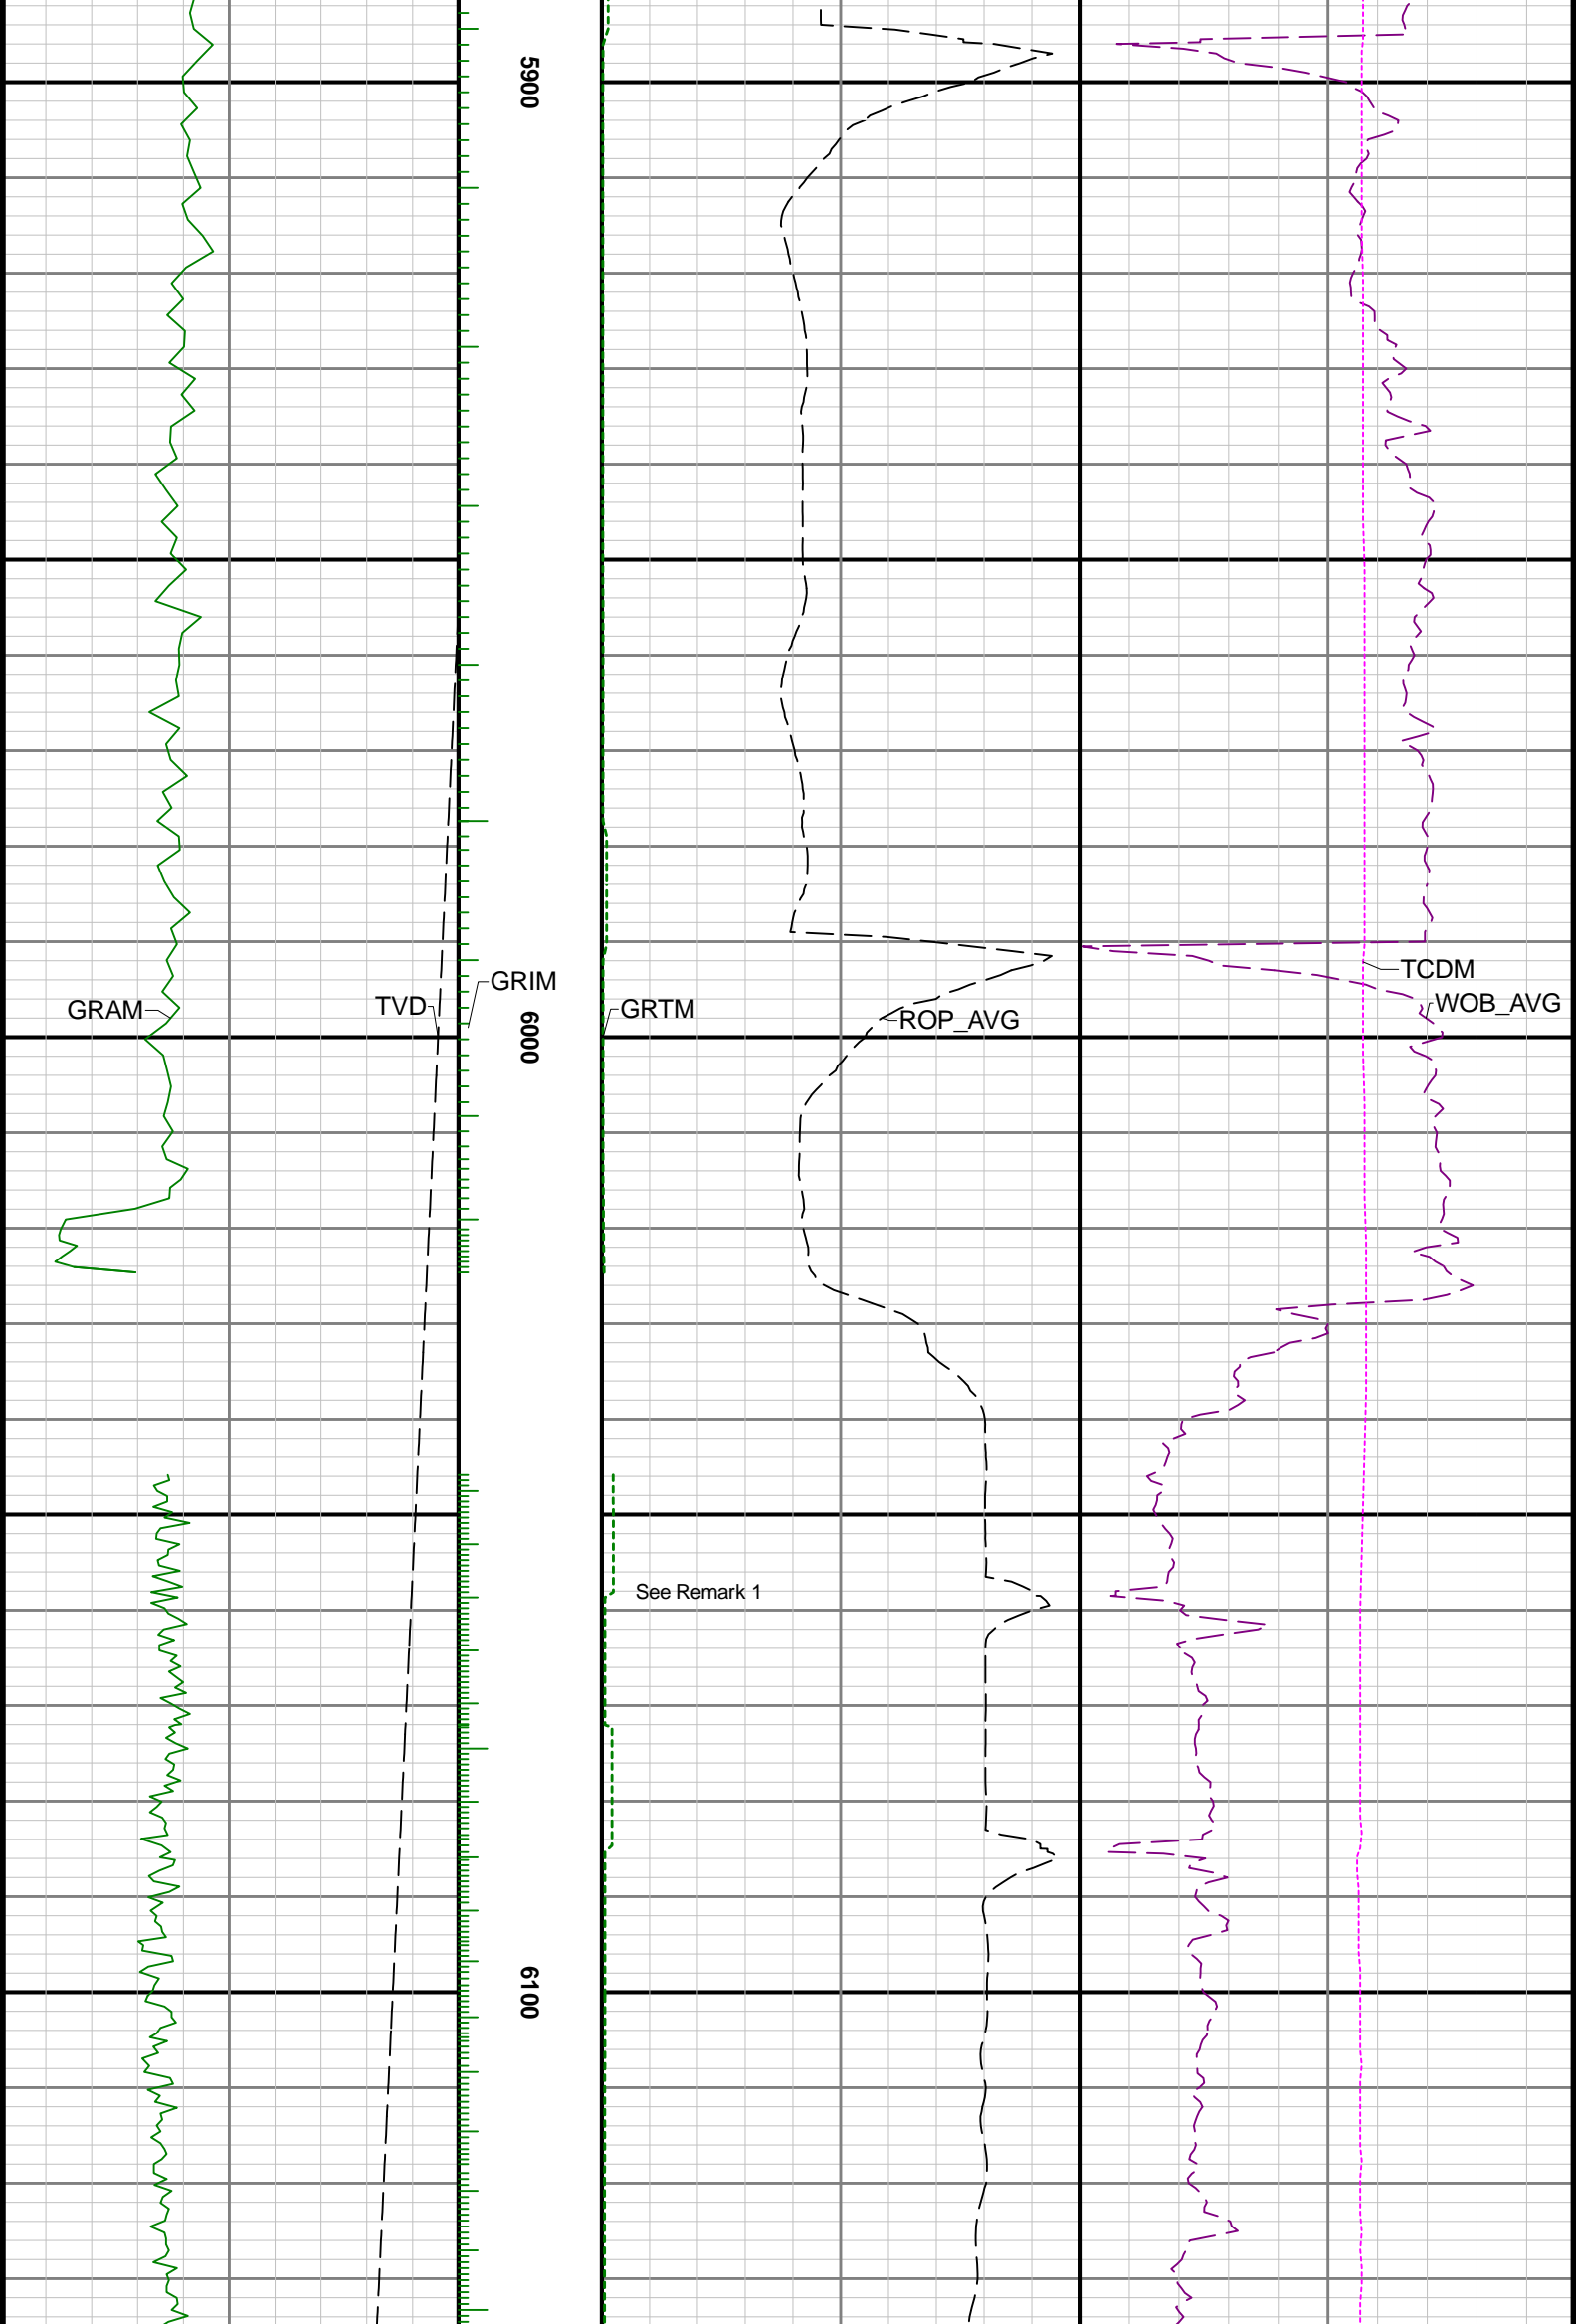 5900
GRIM
TCDM
GRAM
TVD
GRTM
ROP_AVG
WOB_AVG
6000
See Remark 1
6100